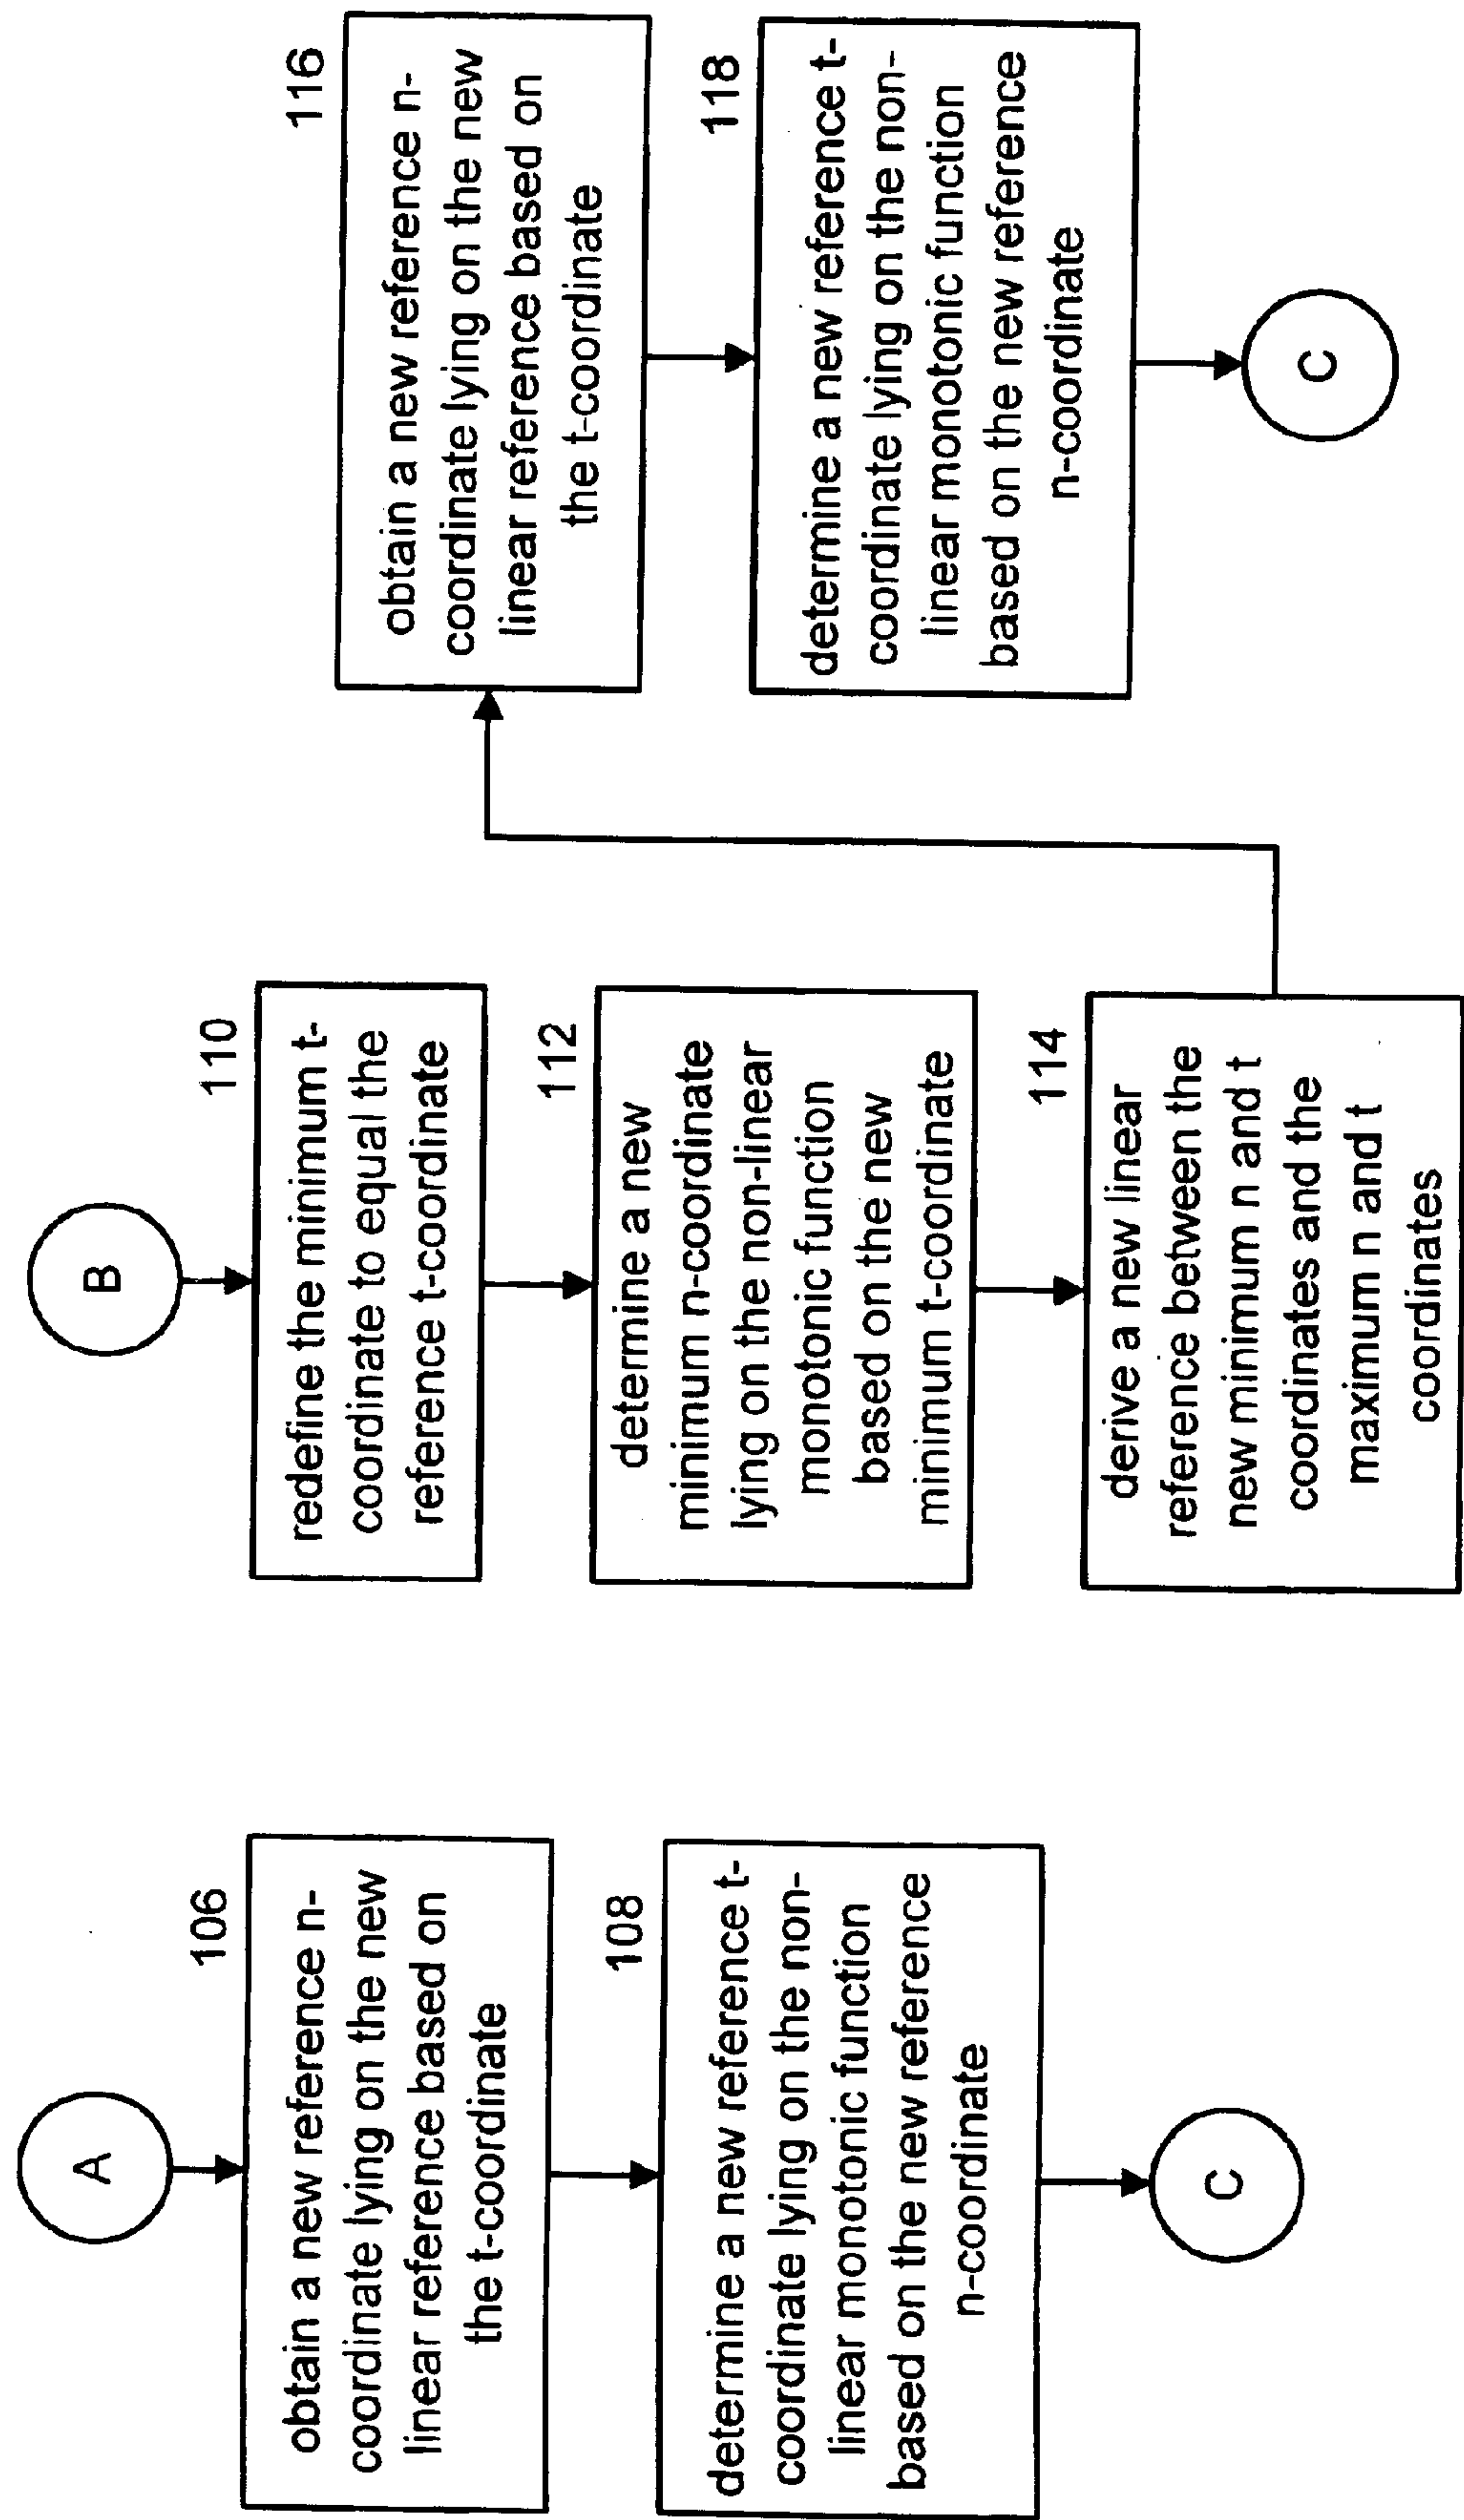 A
106
obtain a new reference n-
coordinate lying on the new
linear reference based on
the t-coordinate
108
determine a new reference t-
coordinate lying on the non-
linear monotonic function
based on the new reference
n-coordinate
C
B
110
redefine the minimum t-
coordinate to equal the
reference t-coordinate
112
determine a new
minimum n-coordinate
lying on the non-linear
monotonic function
based on the new
minimum t-coordinate
114
derive a new linear
reference between the
new minimum n and t
coordinates and the
maximum n and t
coordinates
116
obtain a new reference n-
coordinate lying on the new
linear reference based on
the t-coordinate
118
determine a new reference t-
coordinate lying on the non-
linear monotonic function
based on the new reference
n-coordinate
C